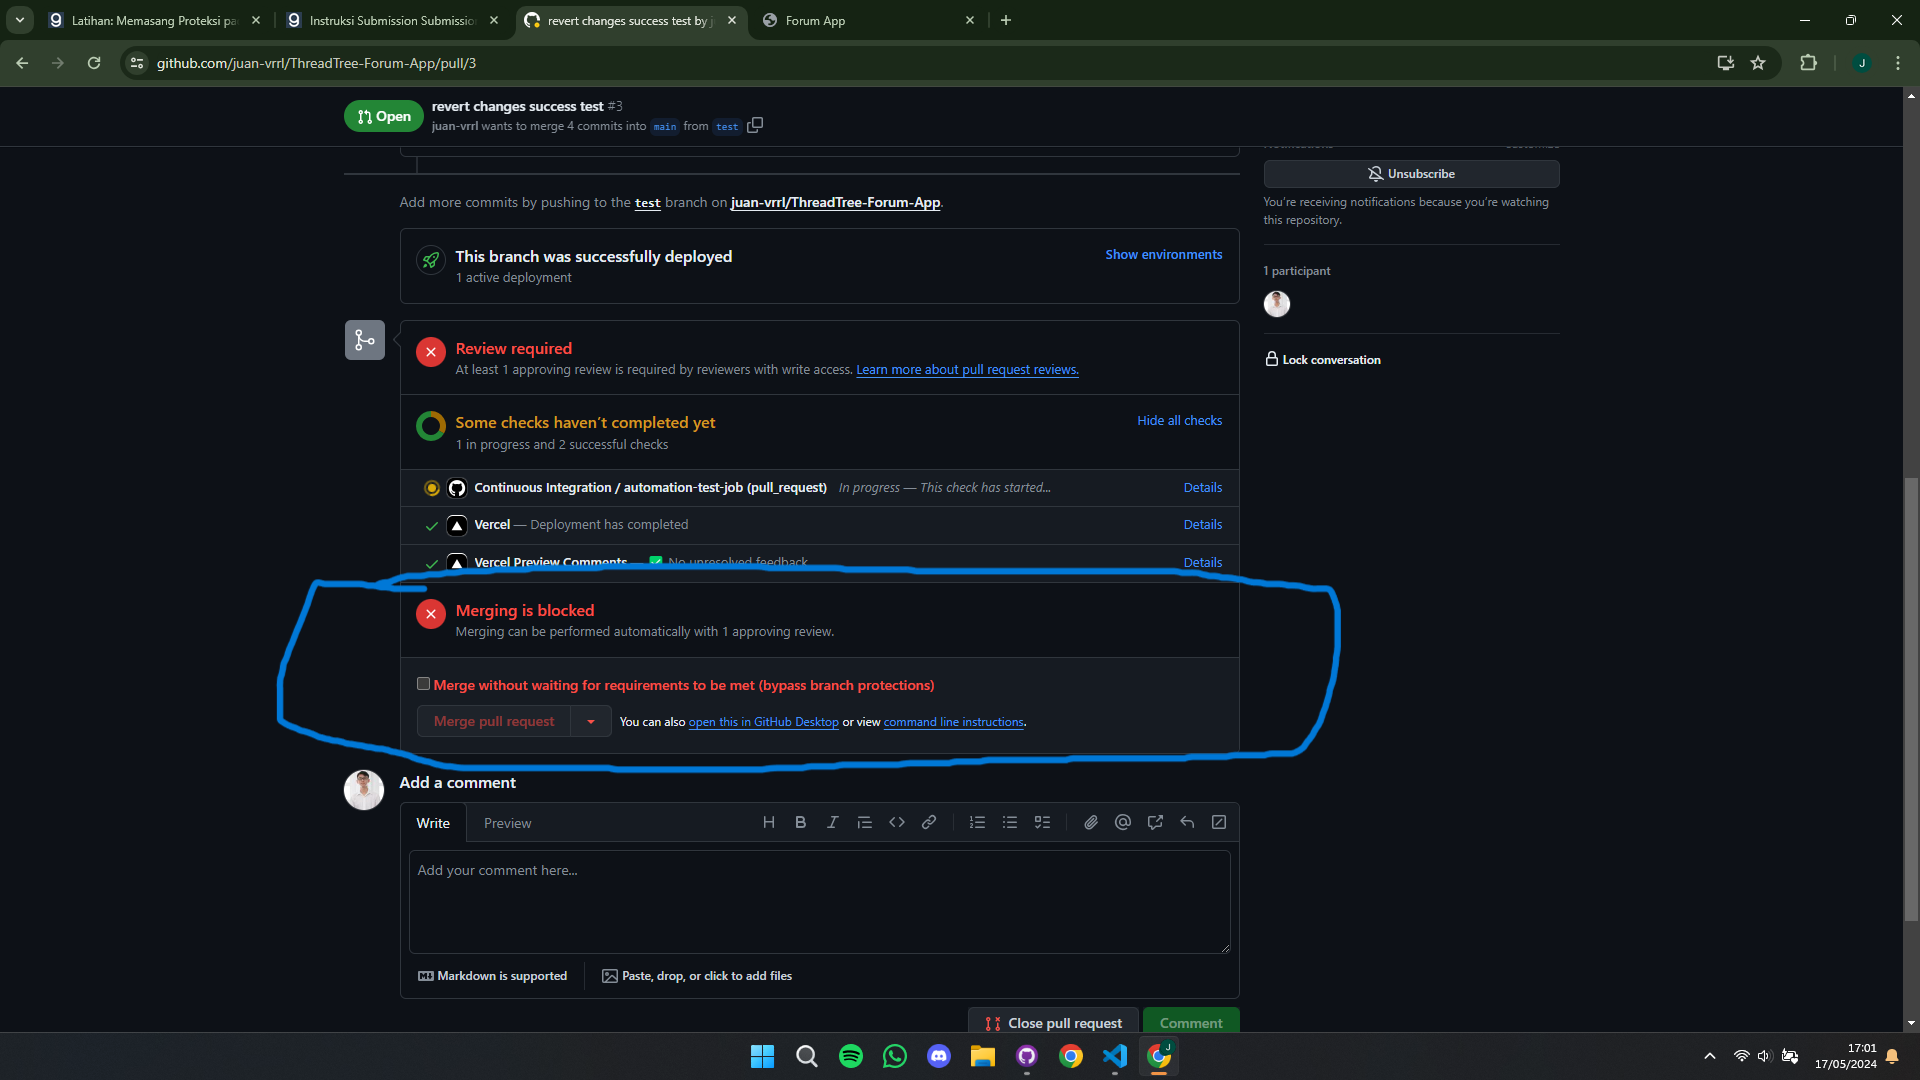 Latihan: Memasang Proteksi pa
Instruksi Submission Submissio
revert changes success test by j
Forum App
github.com/juan-vrrl/ThreadTree-Forum-App/pull/3
J
Open
revert changes success test #3
juan-vrrl wants to merge 4 commits into main from test
Unsubscribe
You're receiving notifications because you're watching
this repository.
1 participant
Lock conversation
Add more commits by pushing to the test branch on juan-vrrl/ThreadTree-Forum-App.
This branch was successfully deployed
1 active deployment
Show environments
Review required
At least 1 approving review is required by reviewers with write access. Learn more about pull request reviews.
Some checks haven't completed yet
1 in progress and 2 successful checks
Hide all checks
Continuous Integration / automation-test-job (pull_request) In progress — This check has started...
Details
Vercel — Deployment has completed
Details
Vercel Preview Comments — No unresolved feedback
Details
Merging is blocked
Merging can be performed automatically with 1 approving review.
Merge without waiting for requirements to be met (bypass branch protections)
Merge pull request
You can also open this in GitHub Desktop or view command line instructions.
Add a comment
Write
Preview
Add your comment here...
Markdown is supported
Paste, drop, or click to add files
Close pull request
Comment
17:01
17/05/2024